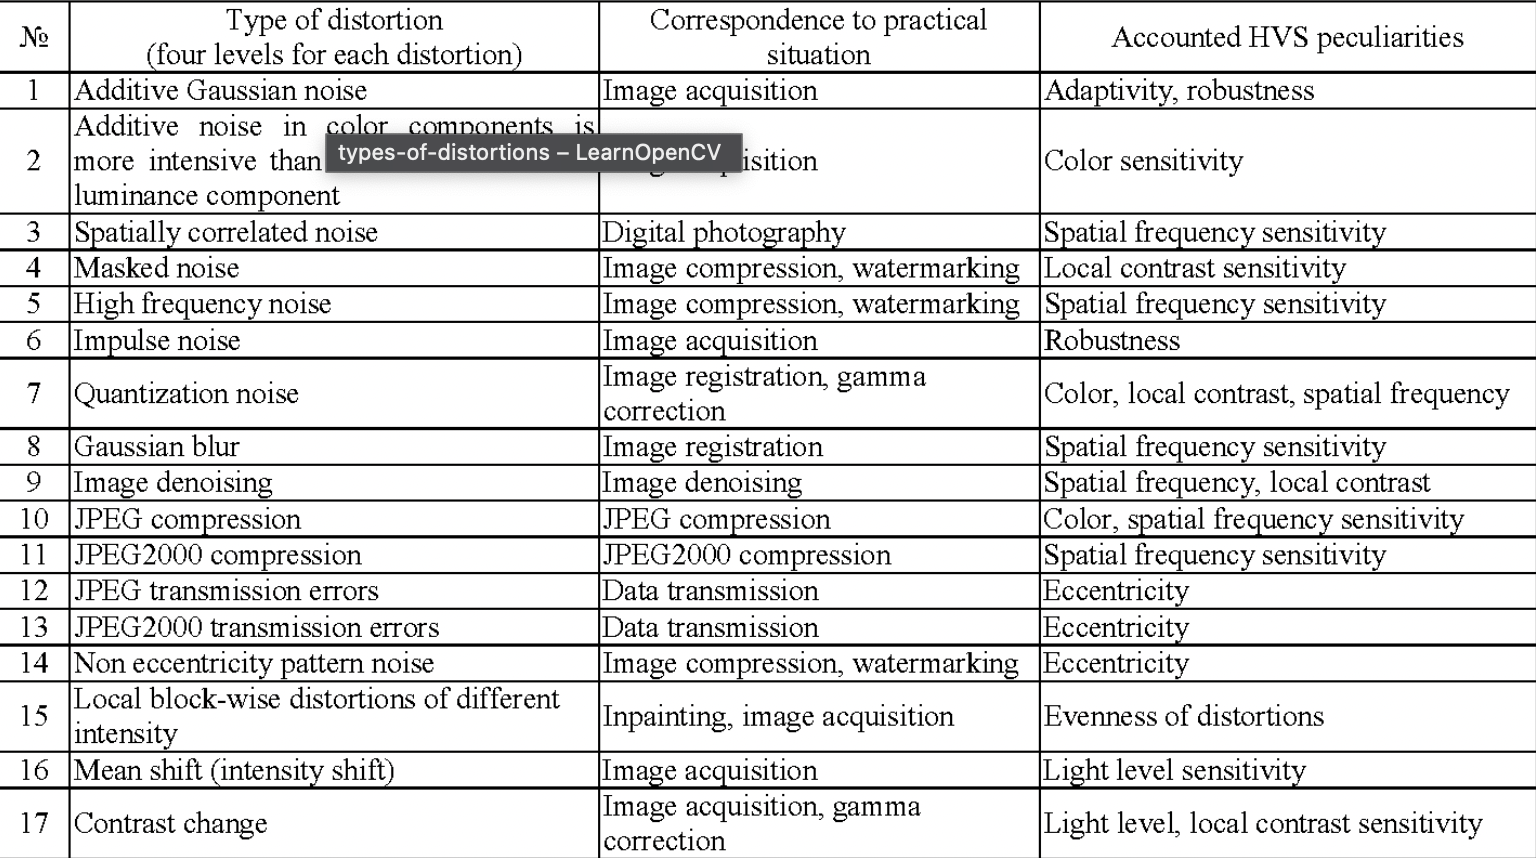 № Type of distortion (four levels for each distortion) Correspondence to practical situation Accounted HVS peculiarities
1 Additive Gaussian noise Image acquisition Adaptivity, robustness
2 Additive noise in color components is more intensive than luminance component isition Color sensitivity
types-of-distortions – LearnOpenCV
3 Spatially correlated noise Digital photography Spatial frequency sensitivity
4 Masked noise Image compression, watermarking Local contrast sensitivity
5 High frequency noise Image compression, watermarking Spatial frequency sensitivity
6 Impulse noise Image acquisition Robustness
7 Quantization noise Image registration, gamma correction Color, local contrast, spatial frequency
8 Gaussian blur Image registration Spatial frequency sensitivity
9 Image denoising Image denoising Spatial frequency, local contrast
10 JPEG compression JPEG compression Color, spatial frequency sensitivity
11 JPEG2000 compression JPEG2000 compression Spatial frequency sensitivity
12 JPEG transmission errors Data transmission Eccentricity
13 JPEG2000 transmission errors Data transmission Eccentricity
14 Non eccentricity pattern noise Image compression, watermarking Eccentricity
15 Local block-wise distortions of different intensity Inpainting, image acquisition Evenness of distortions
16 Mean shift (intensity shift) Image acquisition Light level sensitivity
17 Contrast change Image acquisition, gamma correction Light level, local contrast sensitivity